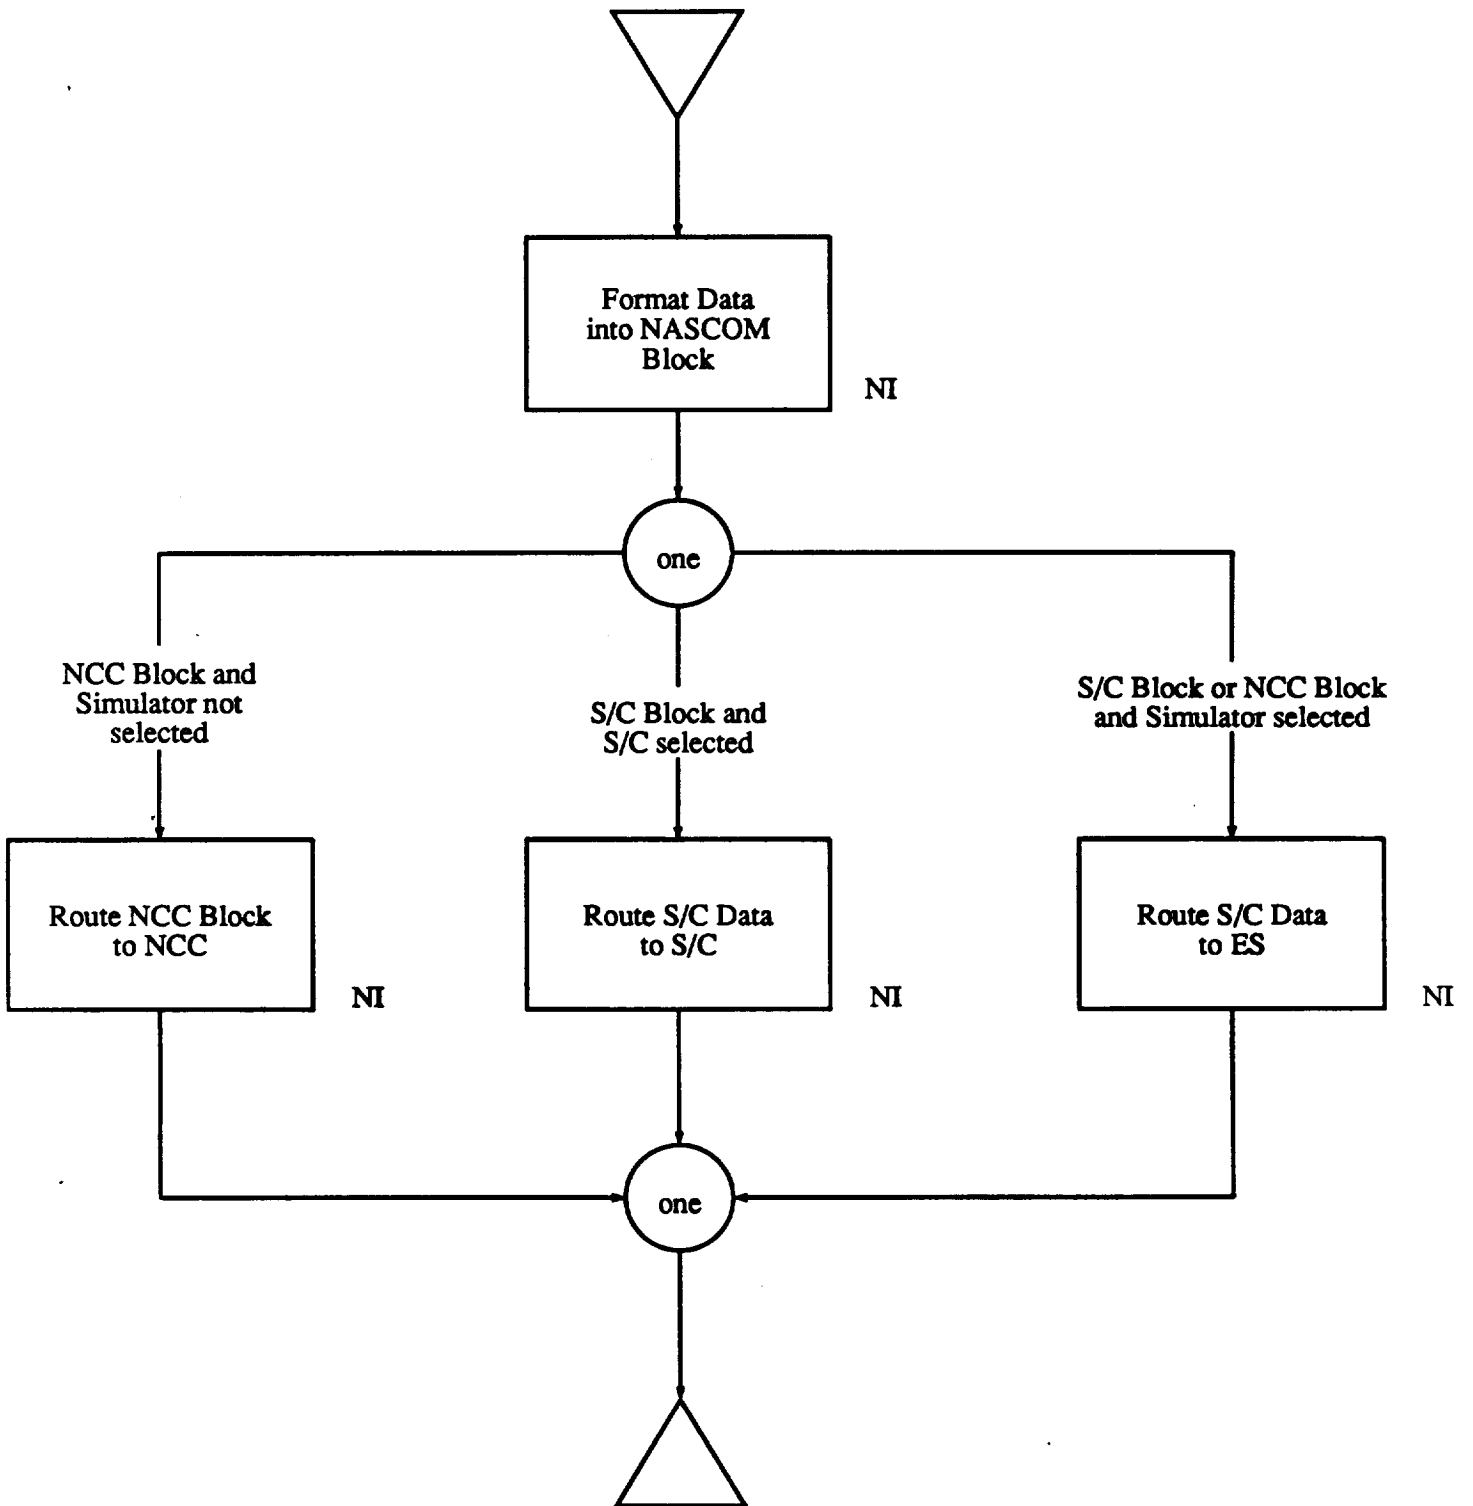 Format Data
into NASCOM
Block
NI
one
NCC Block and
Simulator not
selected
S/C Block and
S/C selected
S/C Block or NCC Block
and Simulator selected
Route NCC Block
to NCC
NI
Route S/C Data
to S/C
NI
Route S/C Data
to ES
NI
one